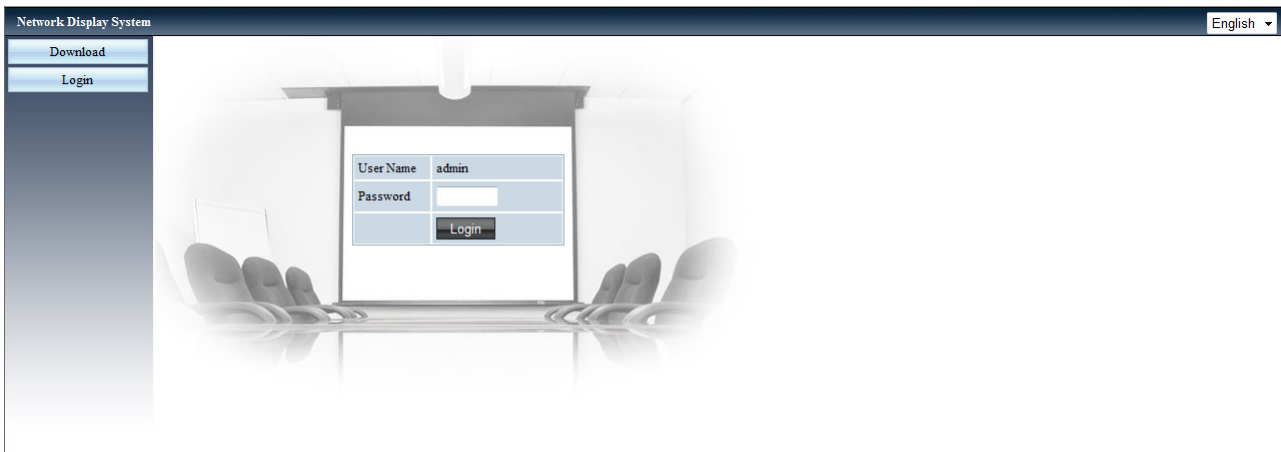 Network Display System
English
Download
Login
User Name admin
Password
Login